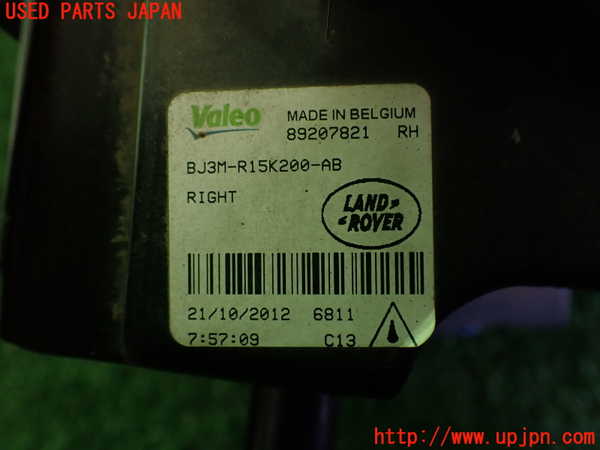 USED PARTS JAPAN
Valeo
MADE IN BELGIUM
89207821 RH
BJ3M-R15K200-AB
RIGHT
LAND ROVER
21/10/2012 6811
7:57:09 C13
http://www.upjpn.com/